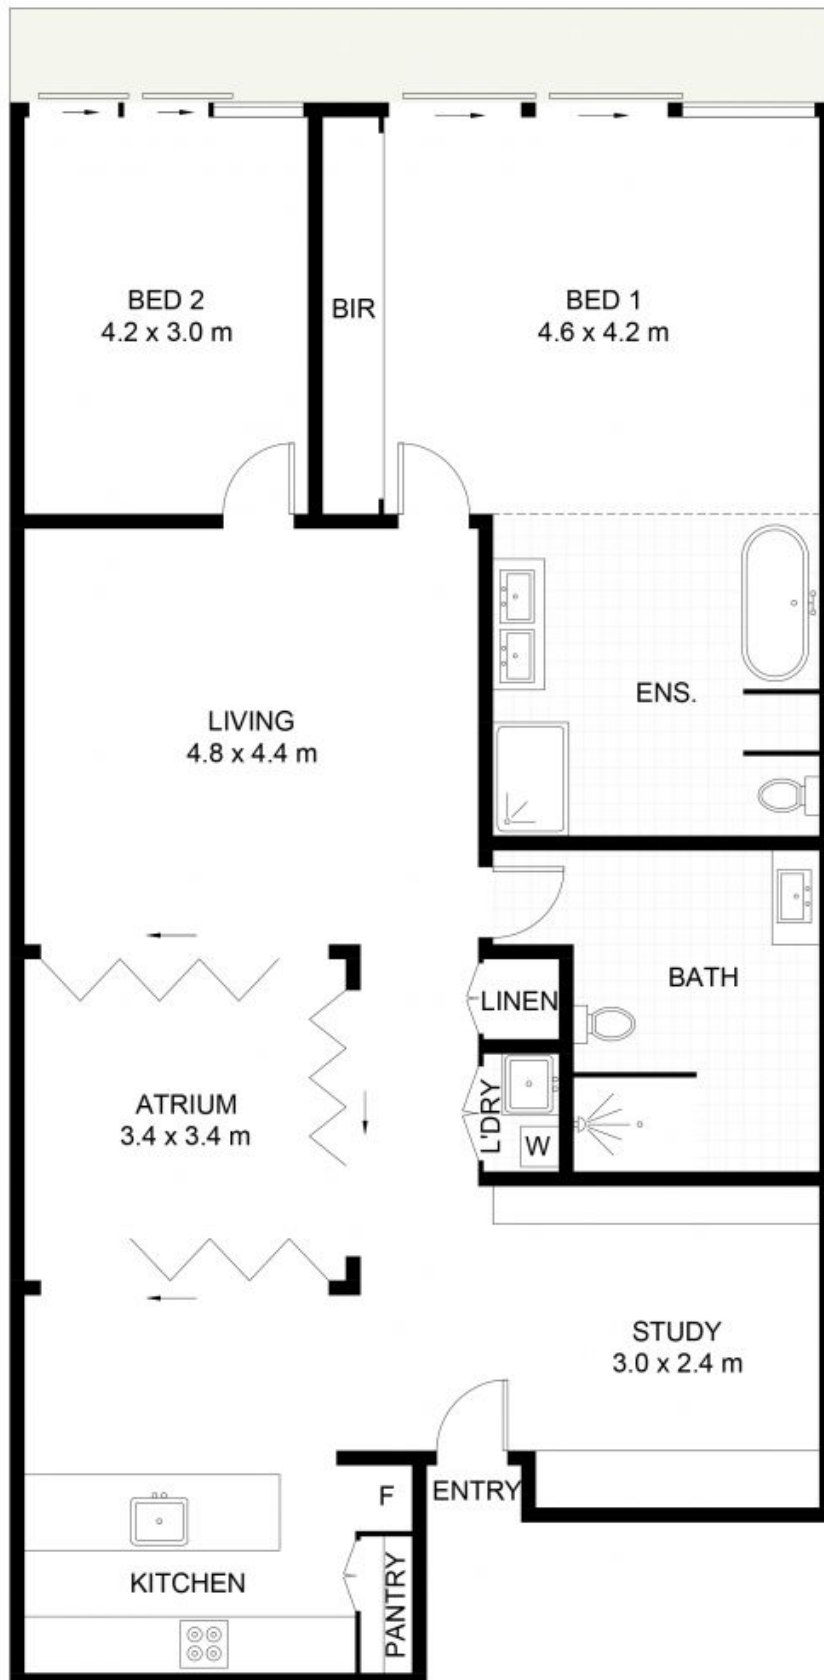 BED 2
4.2 x 3.0 m
BIR
BED 1
4.6 x 4.2 m
ENS.
LIVING
4.8 x 4.4 m
BATH
LINEN
L'DRY
W
ATRIUM
3.4 x 3.4 m
STUDY
3.0 x 2.4 m
F
ENTRY
KITCHEN
PANTRY